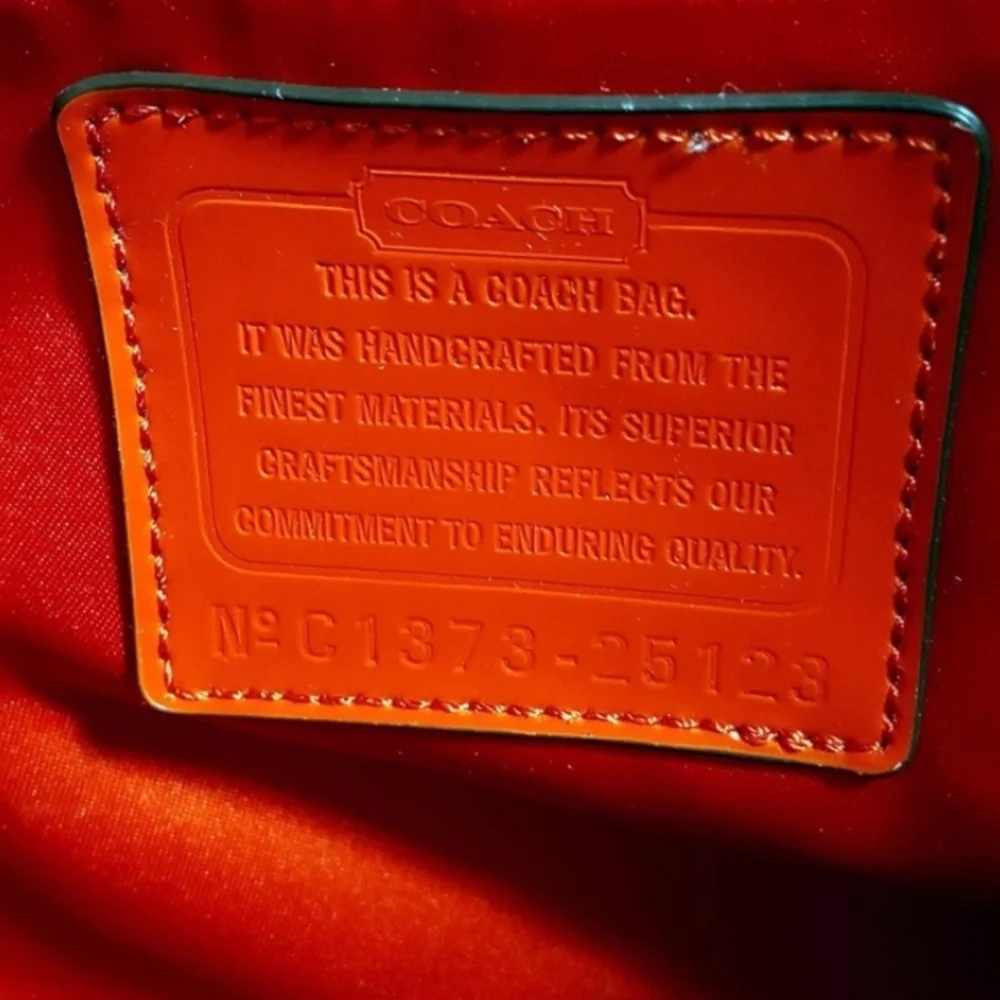 COACH
THIS IS A COACH BAG.
IT WAS HANDCRAFTED FROM THE
FINEST MATERIALS. ITS SUPERIOR
CRAFTSMANSHIP REFLECTS OUR
COMMITMENT TO ENDURING QUALITY.
Nº C1373-25123